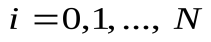 i = 0,1,..., N